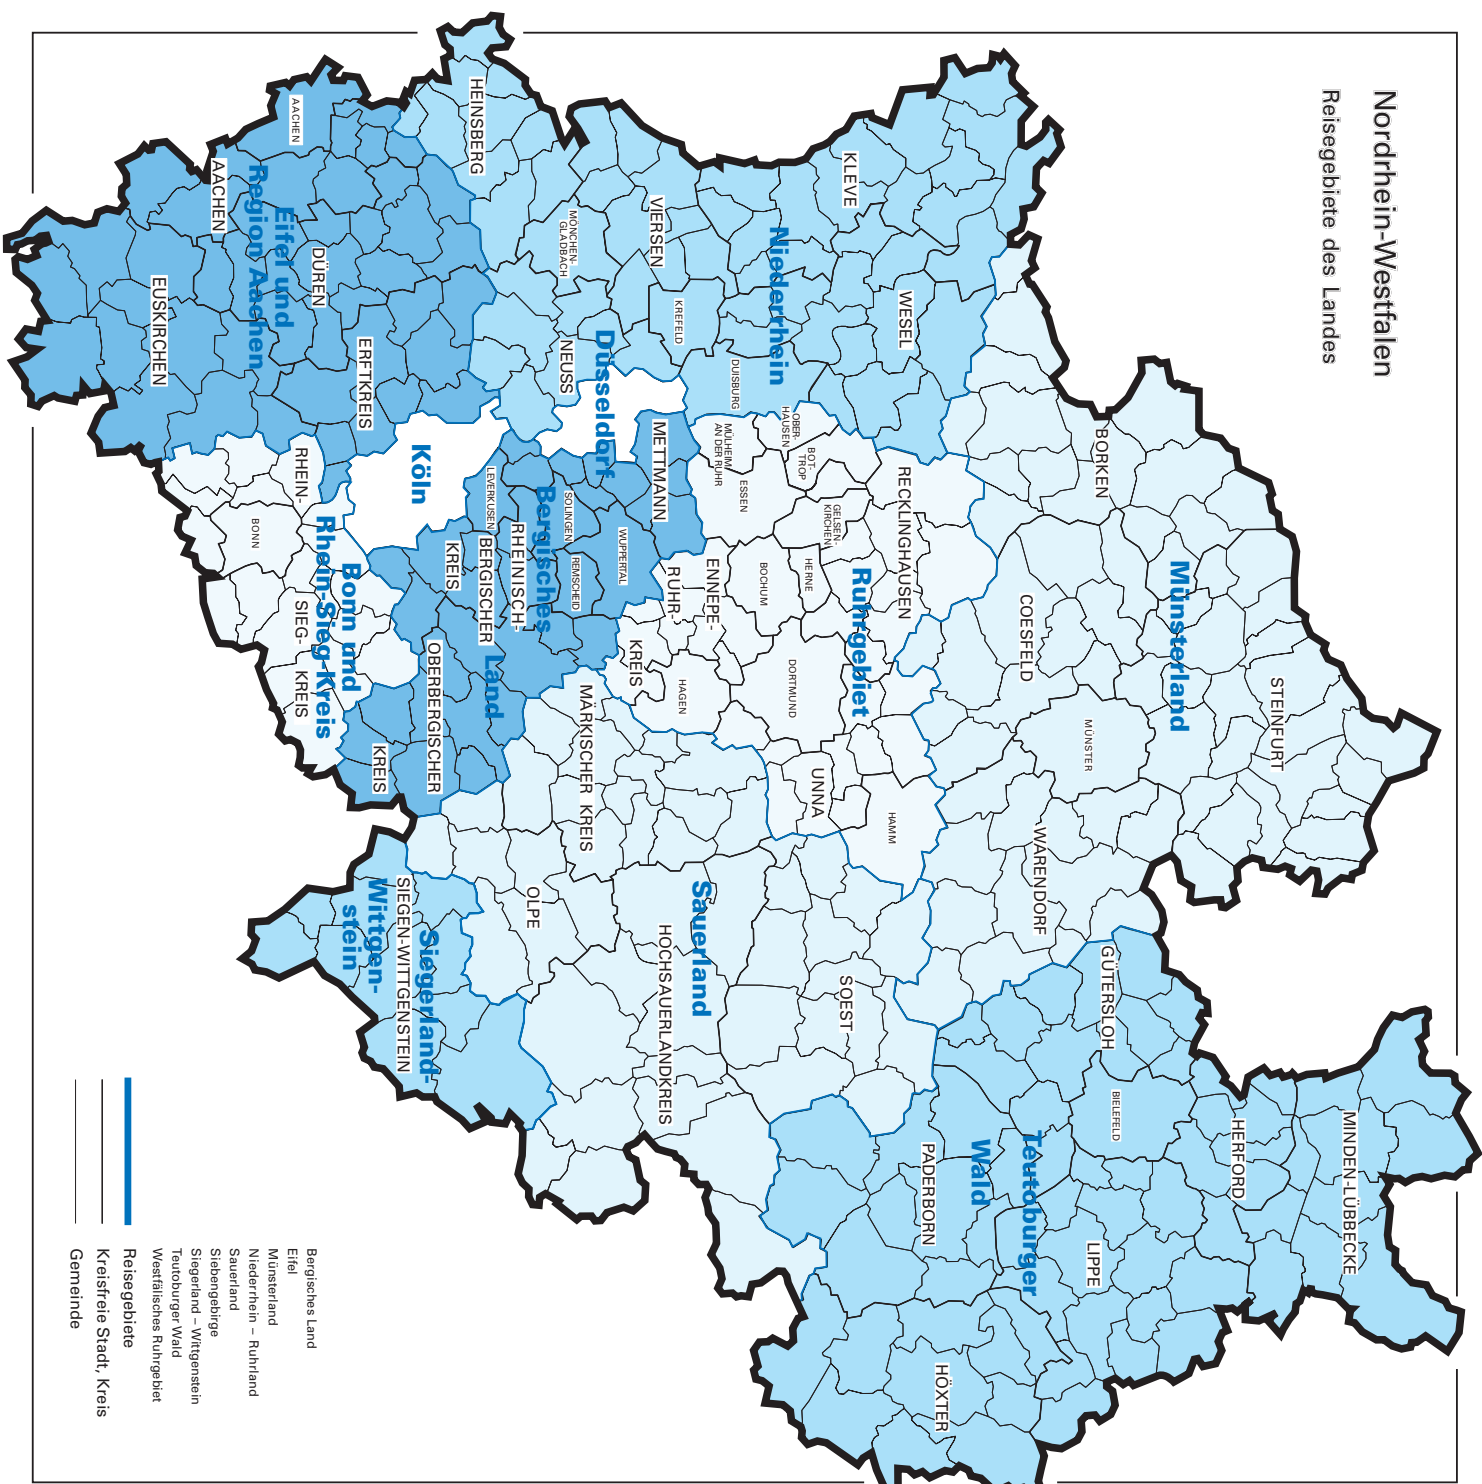 Nordrhein-Westfalen
Reisegebiete des Landes
STEINFURT
Münsterland
BORKEN
MÜNSTER
COESFELD
WARENDORF
MINDEN-LÜBBECKE
HERFORD
BIELEFELD
GÜTERSLOH
LIPPE
Teutoburger
Wald
PADERBORN
HÖXTER
KLEVE
WESEL
Niederrhein
DUISBURG
KREFELD
VIERSEN
MÖNCHEN-
GLADBACH
NEUSS
HEINSBERG
RECKLINGHAUSEN
Ruhrgebiet
OBER-
HAUSEN
BOT-
TROP
GELSEN-
KIRCHEN
MÜLHEIM
AN DER RUHR
ESSEN
HERNE
BOCHUM
DORTMUND
HAMM
UNNA
ENNEPE-
RUHR-
KREIS
HAGEN
SOEST
Sauerland
HOCHSAUERLANDKREIS
MÄRKISCHER KREIS
OLPE
Düsseldorf
METTMANN
WUPPERTAL
SOLINGEN
REMSCHEID
Bergisches
Land
LEVERKUSEN
RHEINISCH-
BERGISCHER
KREIS
OBERBERGISCHER
KREIS
Köln
Siegerland-
Wittgen-
stein
SIEGEN-WITTGENSTEIN
Bonn und
Rhein-Sieg-Kreis
RHEIN-
SIEG-
KREIS
BONN
ERFTKREIS
DÜREN
Eifel und
Region Aachen
AACHEN
AACHEN
EUSKIRCHEN
Bergisches Land
Eifel
Münsterland
Niederrhein – Ruhrland
Sauerland
Siebengebirge
Siegerland – Wittgenstein
Teutoburger Wald
Westfälisches Ruhrgebiet
Reisegebiete
Kreisfreie Stadt, Kreis
Gemeinde